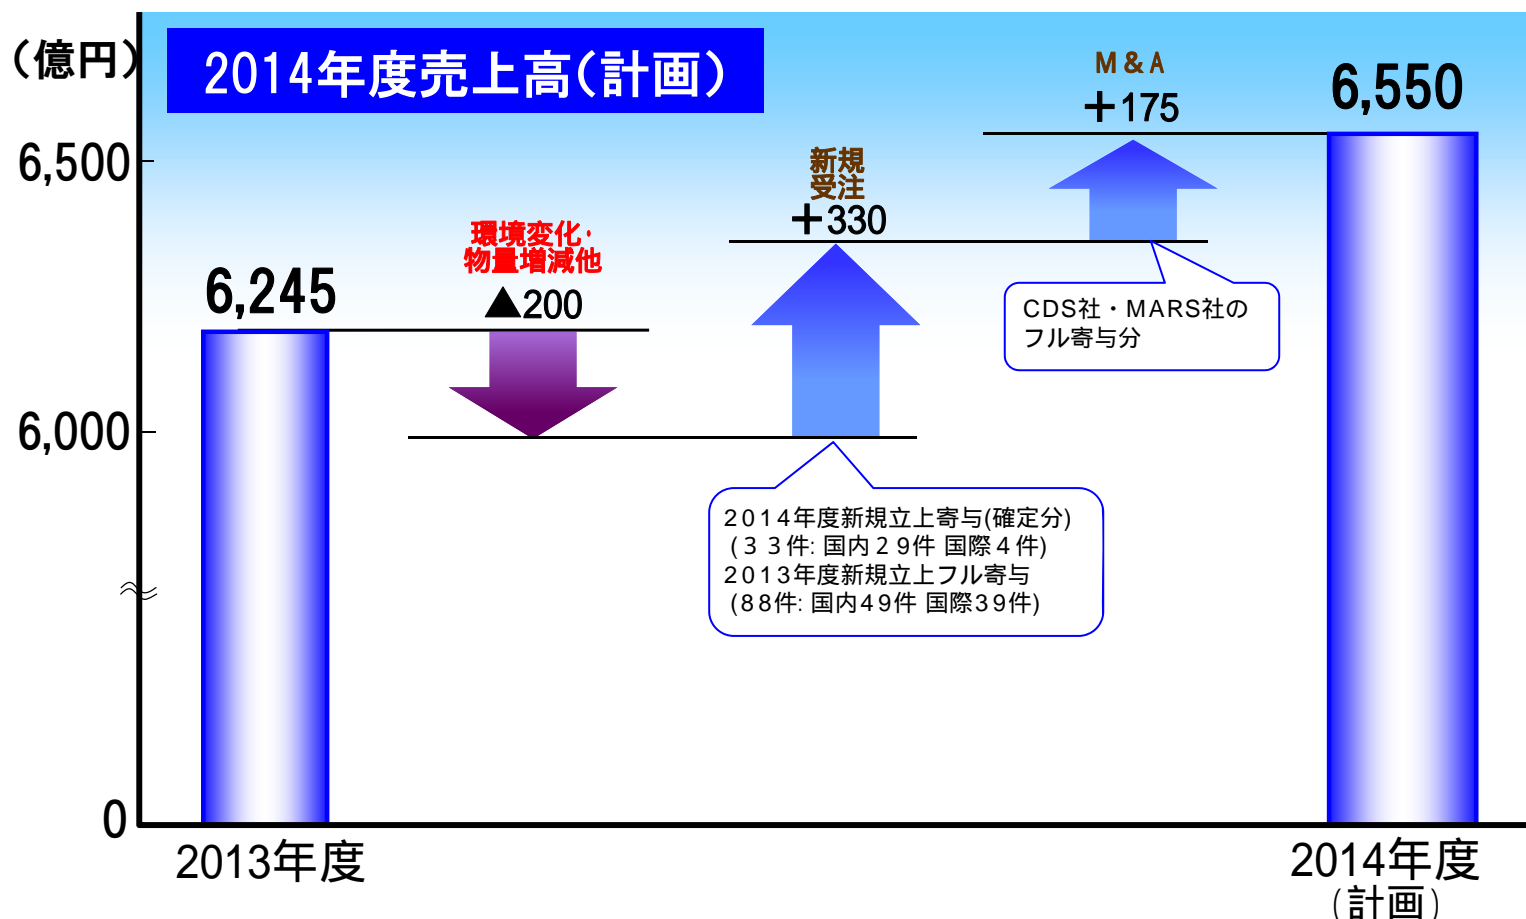 (億円)
2014年度売上高(計画)
6,500
6,000
0
6,245
環境変化・
物量増減他
▲200
新規
受注
+330
M&A
+175
6,550
CDS社・MARS社の
フル寄与分
2014年度新規立上寄与(確定分)
(33件: 国内29件 国際4件)
2013年度新規立上フル寄与
(88件: 国内49件 国際39件)
2013年度
2014年度
(計画)